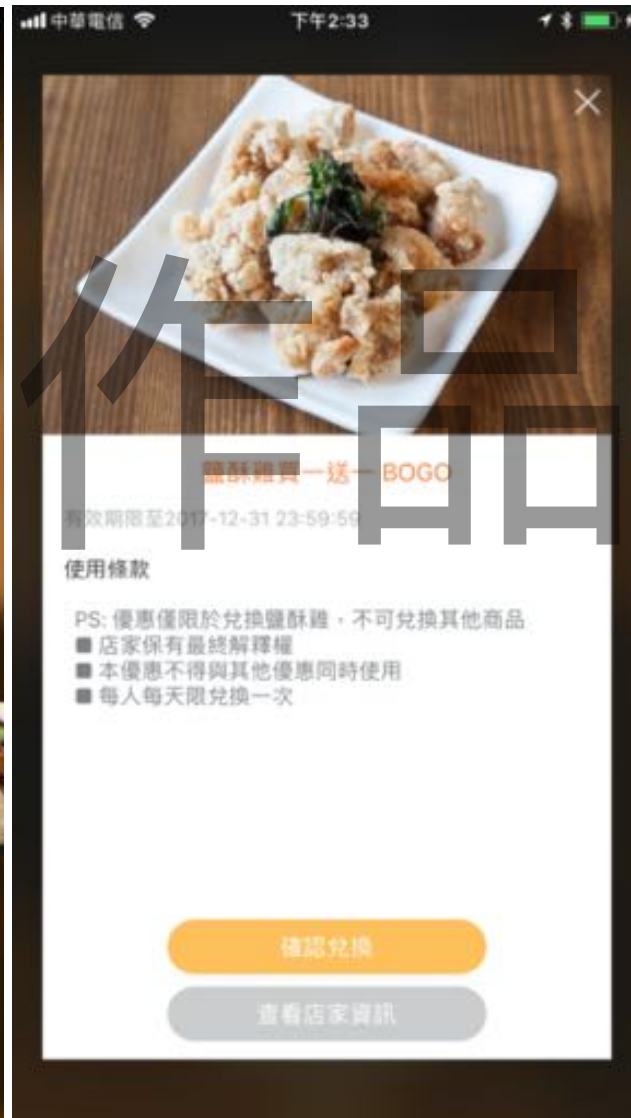 中華電信
下午2:33
作品
鹽酥雞買一送一 BOGO
有效期限至2017-12-31 23:59:59
使用條款
PS: 優惠僅限於兌換鹽酥雞，不可兌換其他商品
■ 店家保有最終解釋權
■ 本優惠不得與其他優惠同時使用
■ 每人每天限兌換一次
確認兌換
查看店家資訊